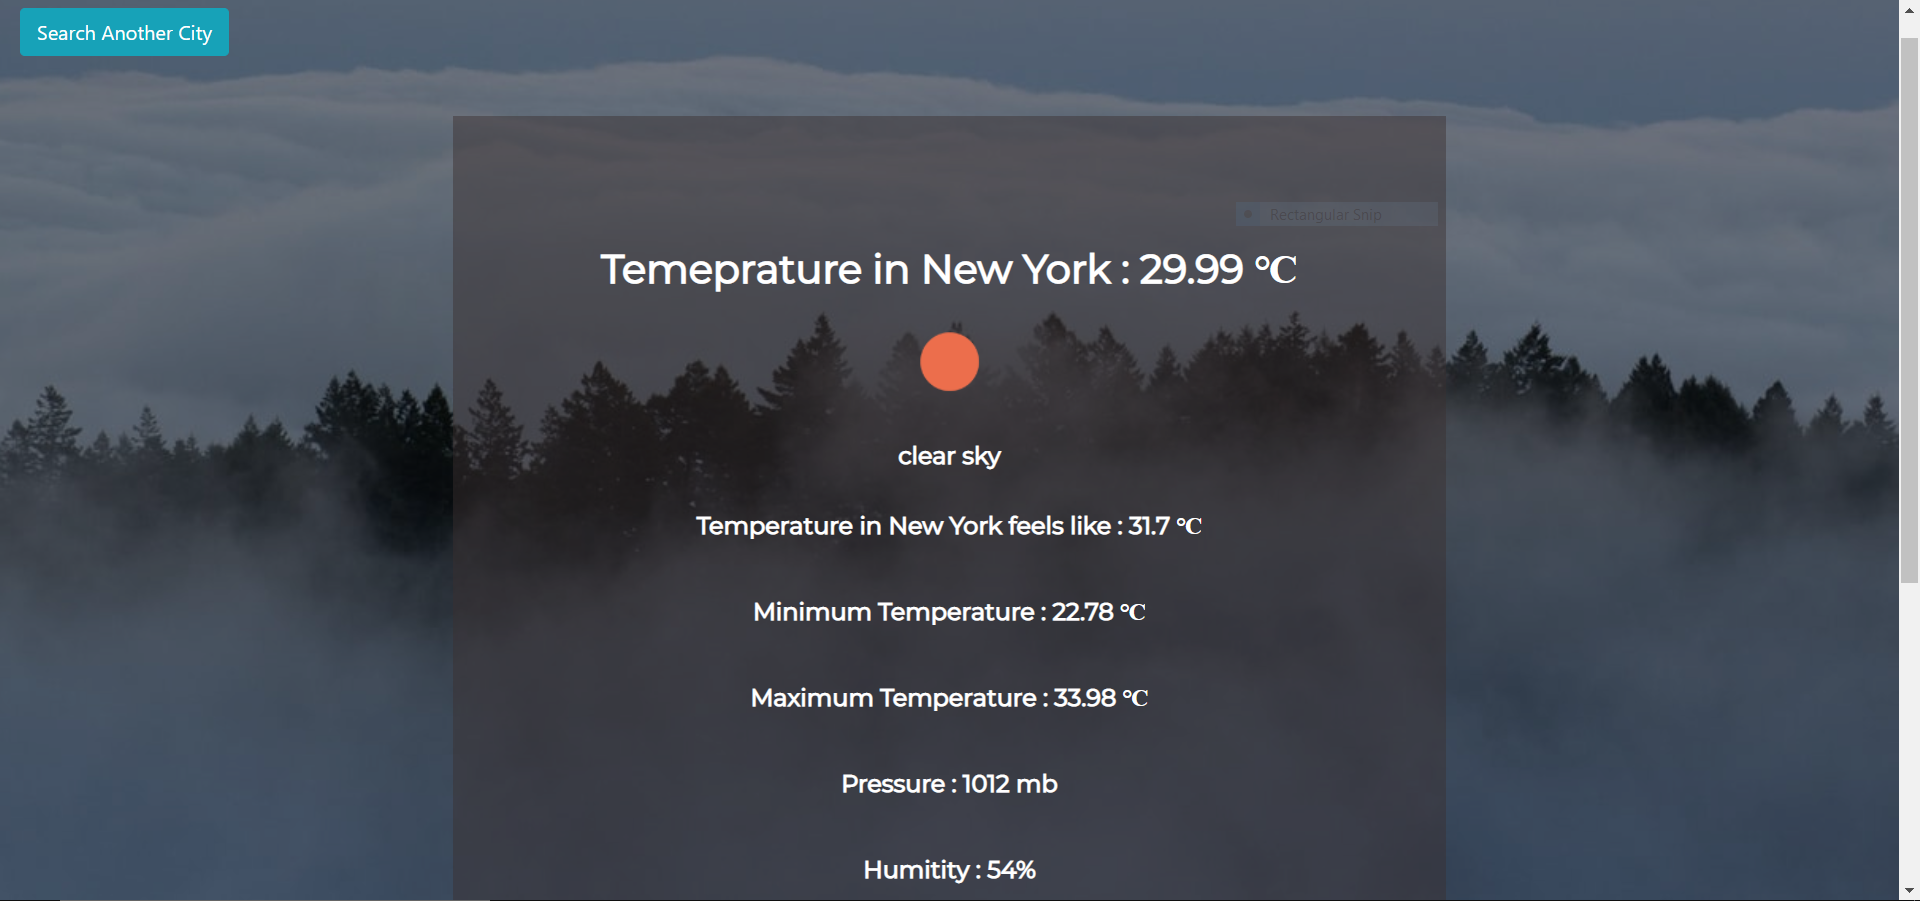 Search Another City
Rectangular Snip
Temeprature in New York : 29.99 °C
clear sky
Temperature in New York feels like : 31.7 °C
Minimum Temperature : 22.78 °C
Maximum Temperature : 33.98 °C
Pressure : 1012 mb
Humitity : 54%